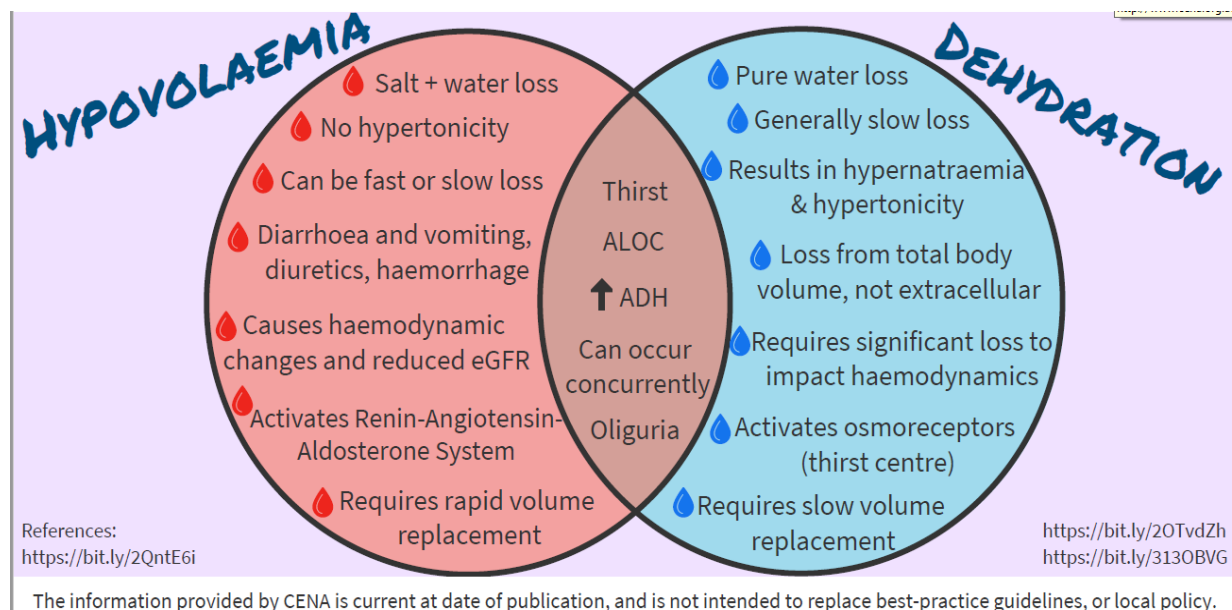 HYPOVOLAEMIA
DEHYDRATION
Salt + water loss
No hypertonicity
Can be fast or slow loss
Diarrhoea and vomiting,
diuretics, haemorrhage
Causes haemodynamic
changes and reduced eGFR
Activates Renin-Angiotensin-
Aldosterone System
Requires rapid volume
replacement
Thirst
ALOC
↑ ADH
Can occur
concurrently
Oliguria
Pure water loss
Generally slow loss
Results in hypernatraemia
& hypertonicity
Loss from total body
volume, not extracellular
Requires significant loss to
impact haemodynamics
Activates osmoreceptors
(thirst centre)
Requires slow volume
replacement
References:
https://bit.ly/2QntE6i
https://bit.ly/2OTvdZh
https://bit.ly/313OBVG
The information provided by CENA is current at date of publication, and is not intended to replace best-practice guidelines, or local policy.